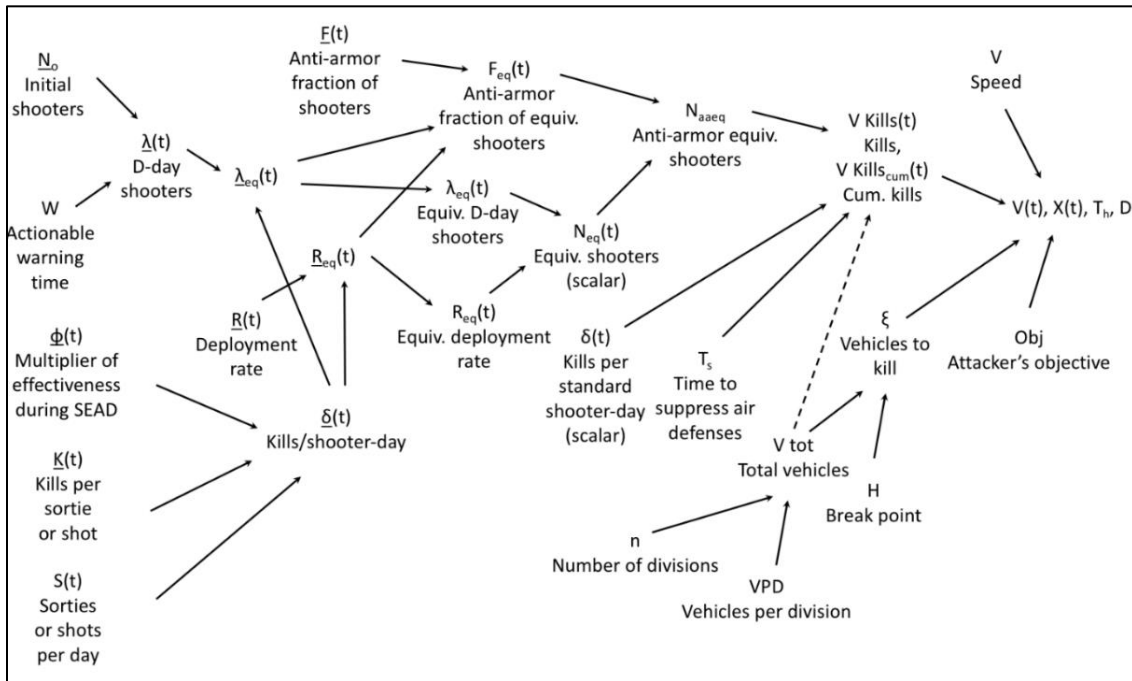 N₀
Initial
shooters
W
Actionable
warning
time
λ(t)
D-day
shooters
λeq(t)
F(t)
Anti-armor
fraction of
shooters
Feq(t)
Anti-armor
fraction of equiv.
shooters
λeq(t)
Equiv. D-day
shooters
Naaeq
Anti-armor equiv.
shooters
Neq(t)
Equiv. shooters
(scalar)
Req(t)
R(t)
Deployment
rate
Req(t)
Equiv. deployment
rate
Φ(t)
Multiplier of
effectiveness
during SEAD
K(t)
Kills per
sortie
or shot
S(t)
Sorties
or shots
per day
δ(t)
Kills/shooter-day
δ(t)
Kills per
standard
shooter-day
(scalar)
Ts
Time to
suppress air
defenses
V Kills(t)
Kills,
V Killscum(t)
Cum. kills
V
Speed
V(t), X(t), Th, D
ξ
Vehicles to
kill
Obj
Attacker's objective
V tot
Total vehicles
H
Break point
n
Number of divisions
VPD
Vehicles per division